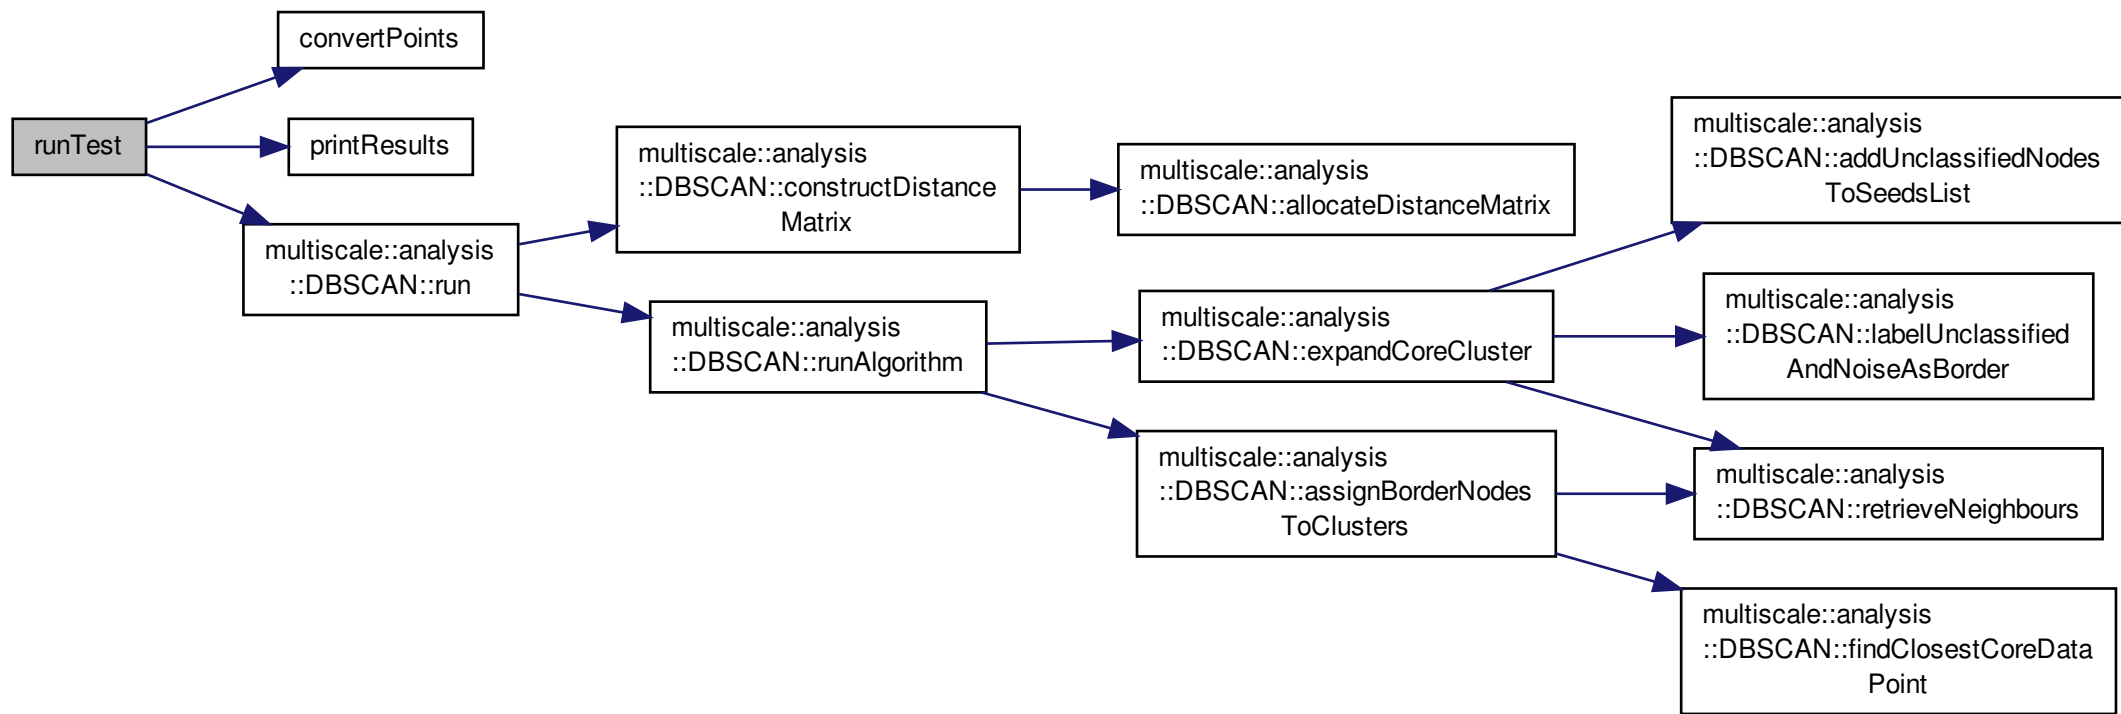 convertPoints
runTest
printResults
multiscale::analysis
::DBSCAN::run
multiscale::analysis
::DBSCAN::constructDistance
Matrix
multiscale::analysis
::DBSCAN::runAlgorithm
multiscale::analysis
::DBSCAN::allocateDistanceMatrix
multiscale::analysis
::DBSCAN::expandCoreCluster
multiscale::analysis
::DBSCAN::assignBorderNodes
ToClusters
multiscale::analysis
::DBSCAN::addUnclassifiedNodes
ToSeedsList
multiscale::analysis
::DBSCAN::labelUnclassified
AndNoiseAsBorder
multiscale::analysis
::DBSCAN::retrieveNeighbours
multiscale::analysis
::DBSCAN::findClosestCoreData
Point